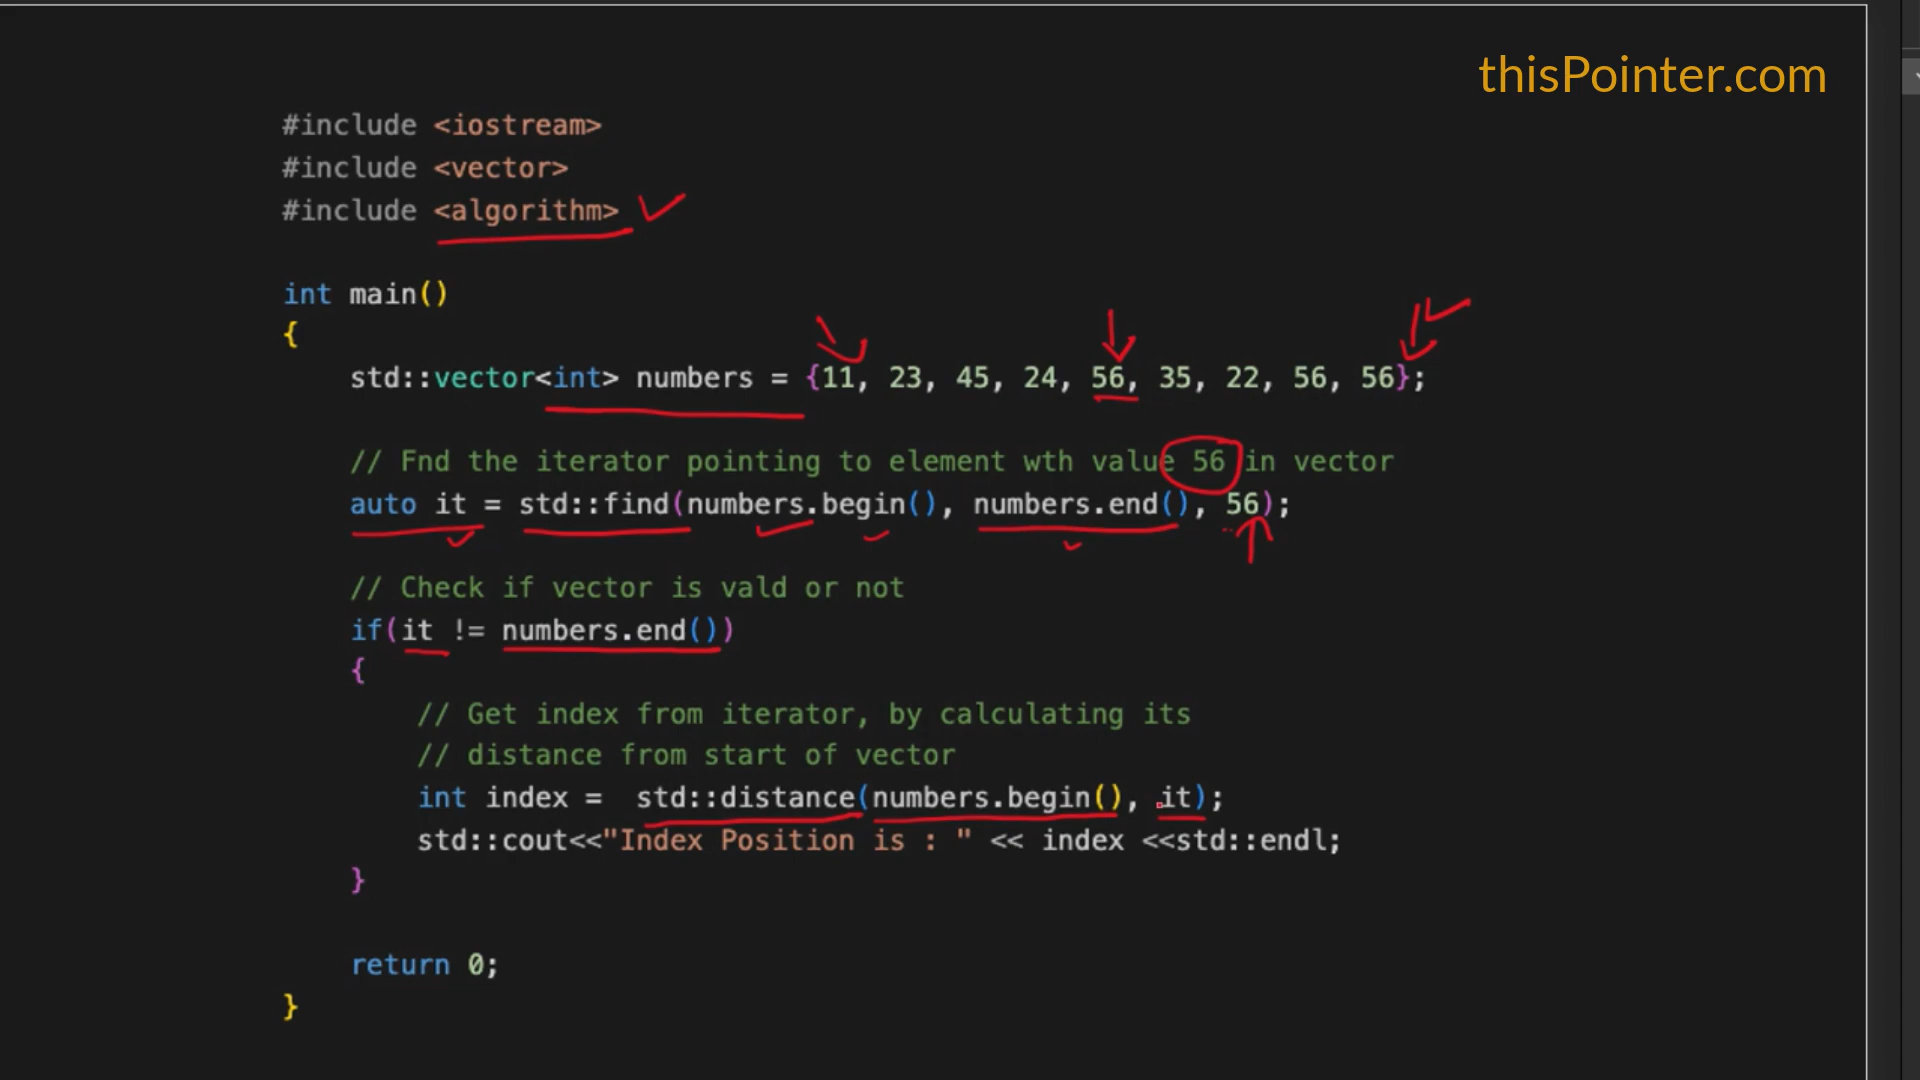 thisPointer.com
#include <iostream>
#include <vector>
#include <algorithm>
int main()
{
std::vector<int> numbers = {11, 23, 45, 24, 56, 35, 22, 56, 56};
// Fnd the iterator pointing to element wth value 56 in vector
auto it = std::find(numbers.begin(), numbers.end(), 56);
// Check if vector is vald or not
if(it != numbers.end())
{
// Get index from iterator, by calculating its
// distance from start of vector
int index =  std::distance(numbers.begin(), it);
std::cout<<"Index Position is : " << index <<std::endl;
}
return 0;
}